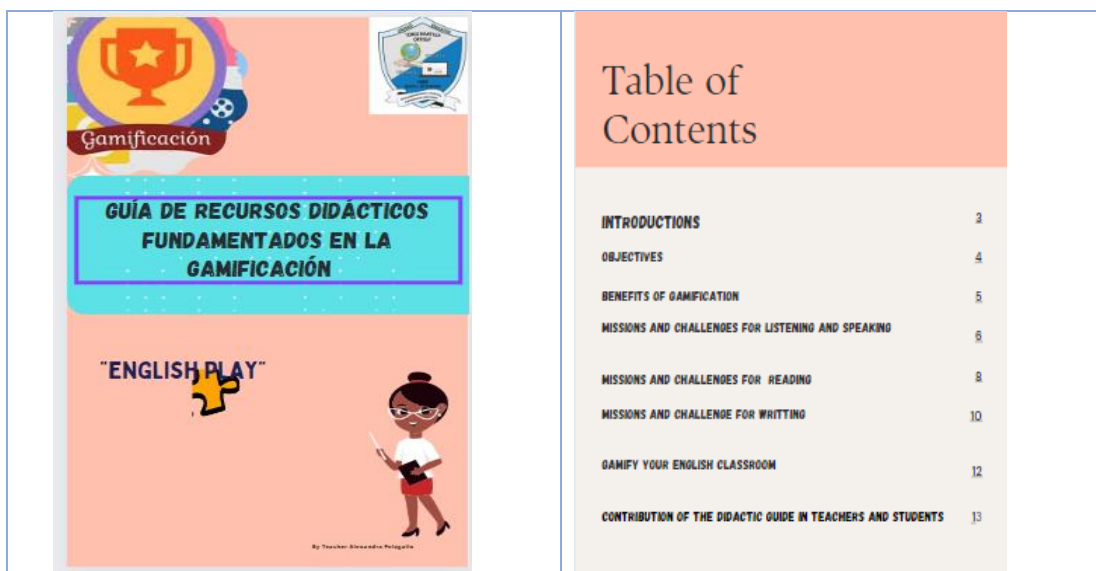 Gamificación
GUÍA DE RECURSOS DIDÁCTICOS
FUNDAMENTADOS EN LA
GAMIFICACIÓN
"ENGLISH PLAY"
By Teacher Alexandra
Table of
Contents
INTRODUCTIONS 3
OBJECTIVES 4
BENEFITS OF GAMIFICATION 5
MISSIONS AND CHALLENGES FOR LISTENING AND SPEAKING 6
MISSIONS AND CHALLENGES FOR READING 8
MISSIONS AND CHALLENGE FOR WRITTING 10
GAMIFY YOUR ENGLISH CLASSROOM 12
CONTRIBUTION OF THE DIDACTIC GUIDE IN TEACHERS AND STUDENTS 13